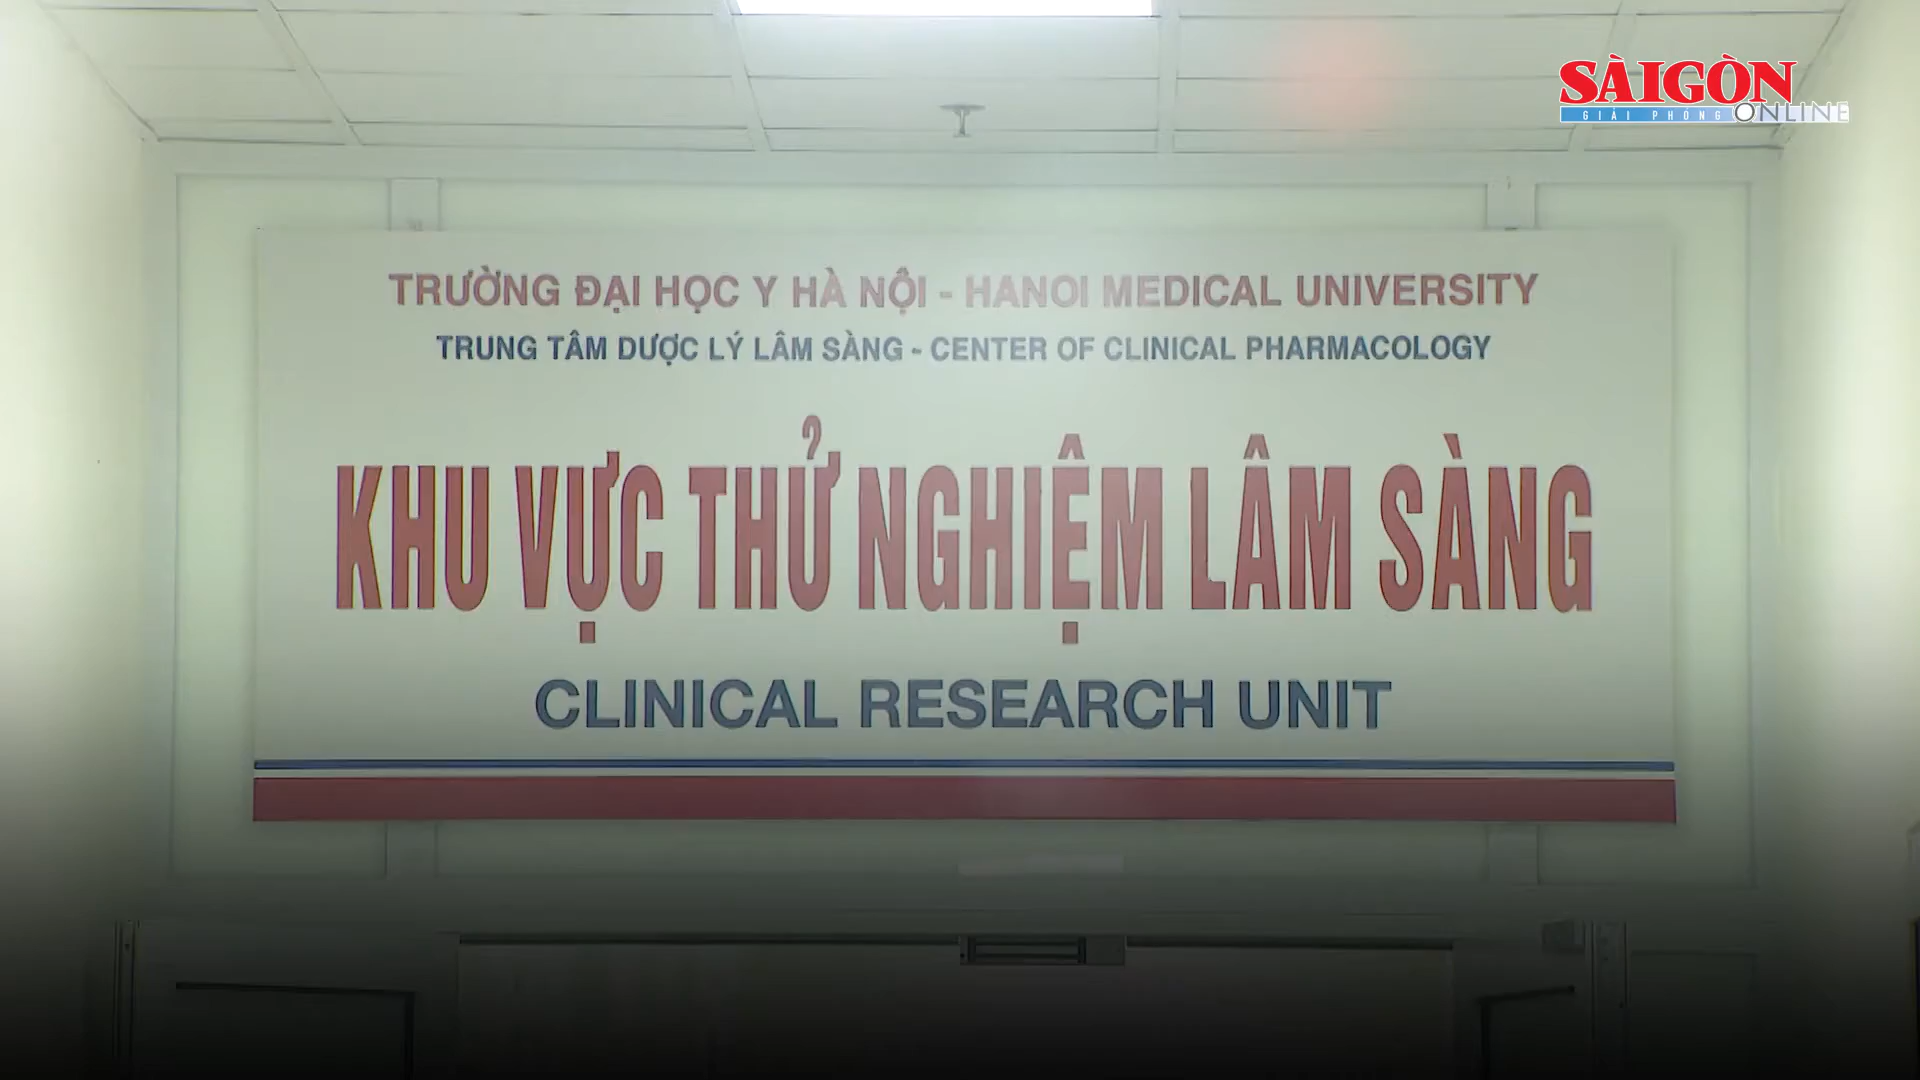 SÀIGÒN
GIẢI PHÓNG ONLINE
TRƯỜNG ĐẠI HỌC Y HÀ NỘI - HANOI MEDICAL UNIVERSITY
TRUNG TÂM DƯỢC LÝ LÂM SÀNG - CENTER OF CLINICAL PHARMACOLOGY
KHU VỰC THỬ NGHIỆM LÂM SÀNG
CLINICAL RESEARCH UNIT